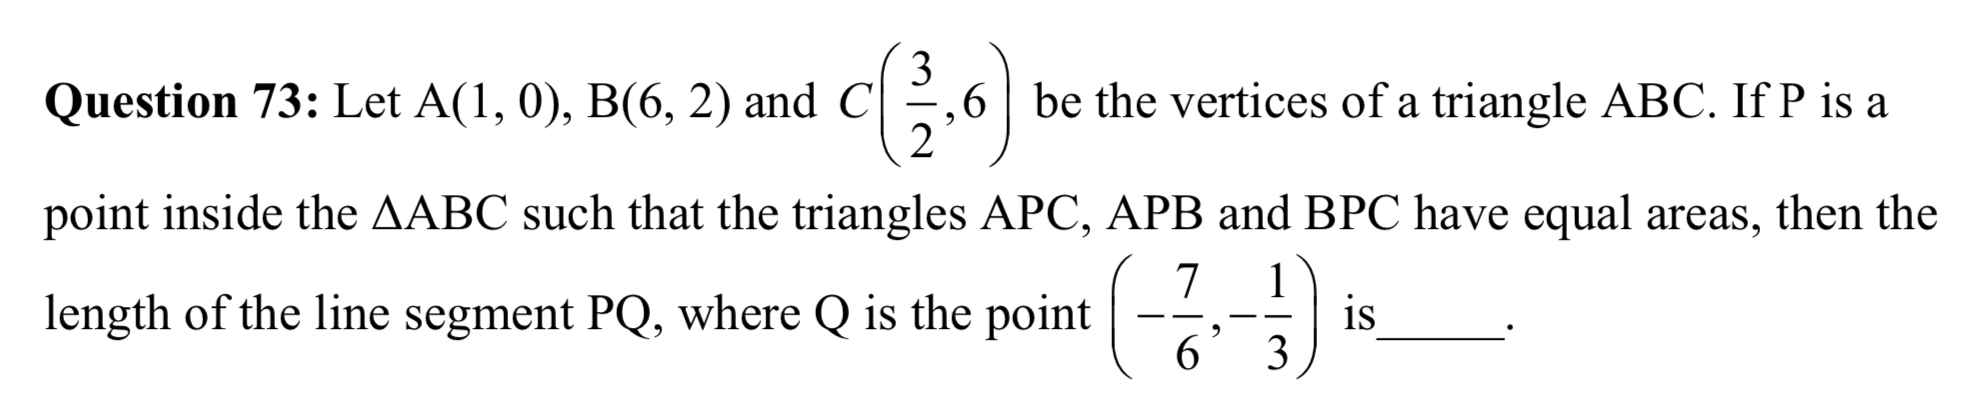 Question 73: Let A(1, 0), B(6, 2) and C(3/2, 6) be the vertices of a triangle ABC. If P is a
point inside the ΔABC such that the triangles APC, APB and BPC have equal areas, then the
length of the line segment PQ, where Q is the point (−7/6, −1/3) is_____.